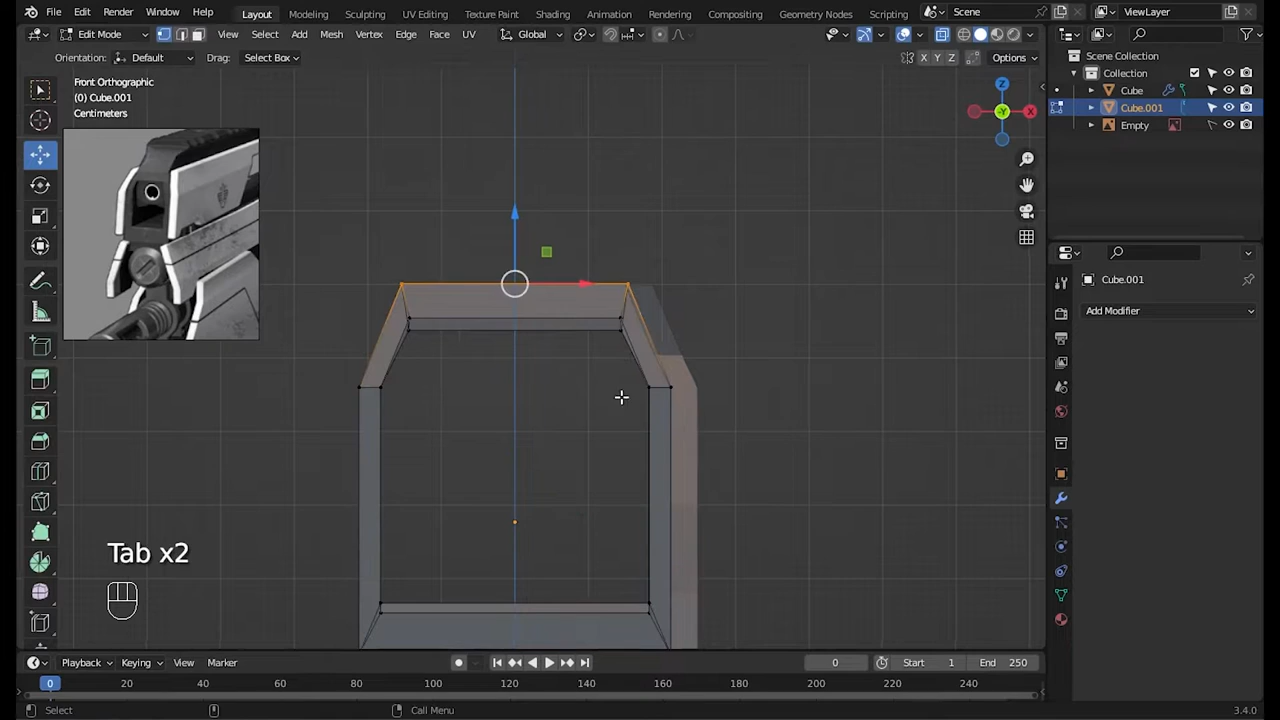 File Edit Render Window Help Layout Modeling Sculpting UV Editing Texture Paint Shading Animation Rendering Compositing Geometry Nodes Scripting Scene ViewLayer
Edit Mode View Select Add Mesh Vertex Edge Face UV Global
Orientation: Default Drag: Select Box X Y Z Options
Front Orthographic
(0) Cube.001
Centimeters
Scene Collection
Collection
Cube
Cube.001
Empty
Z
Y
X
Cube.001
Add Modifier
Tab x2
Playback Keying View Marker 0 Start 1 End 250
0 20 40 60 80 100 120 140 160 180 200 220 240
Select Call Menu 3.4.0